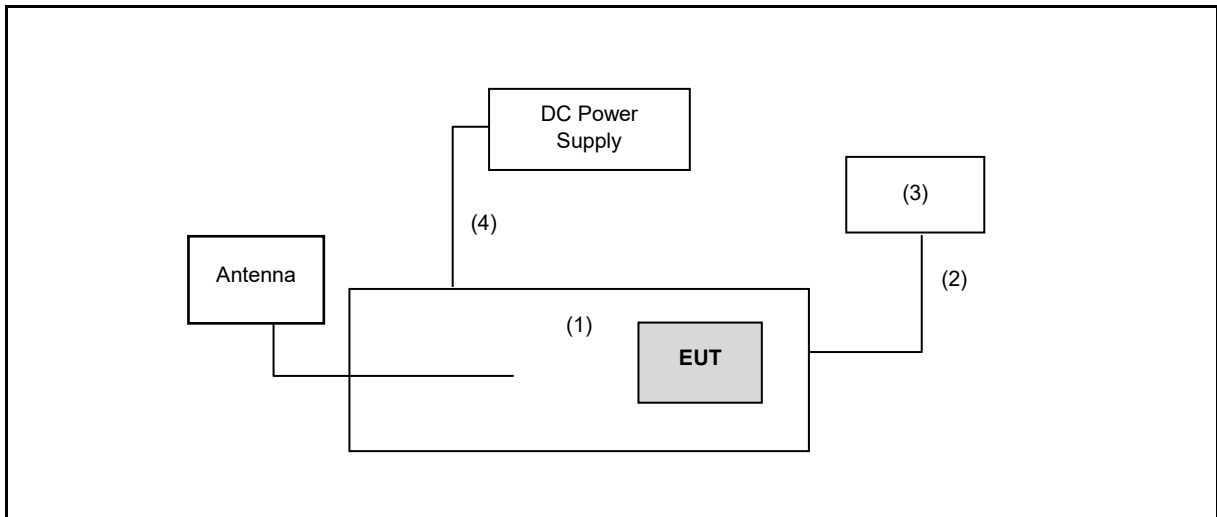 DC Power
Supply
(3)
(4)
Antenna
(2)
(1)
EUT